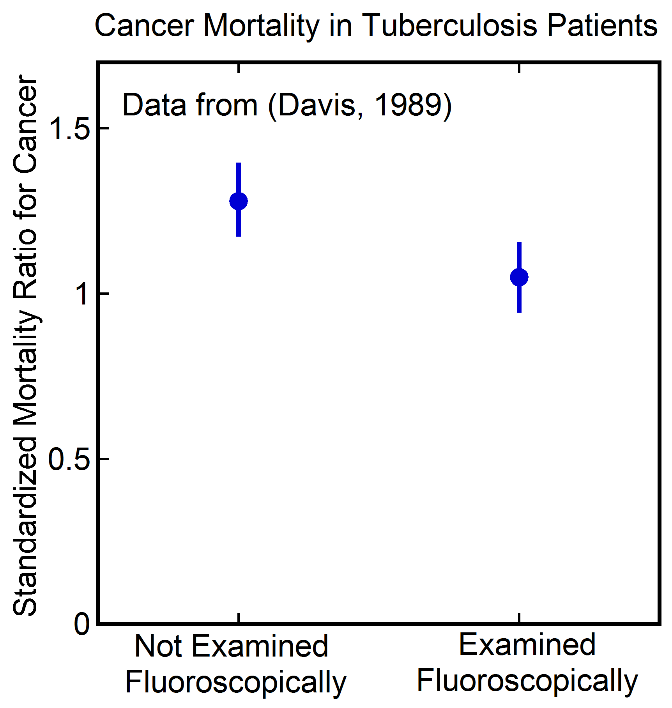 Cancer Mortality in Tuberculosis Patients
Data from (Davis, 1989)
Standardized Mortality Ratio for Cancer
1.5
1
0.5
0
Not Examined
Fluoroscopically
Examined
Fluoroscopically